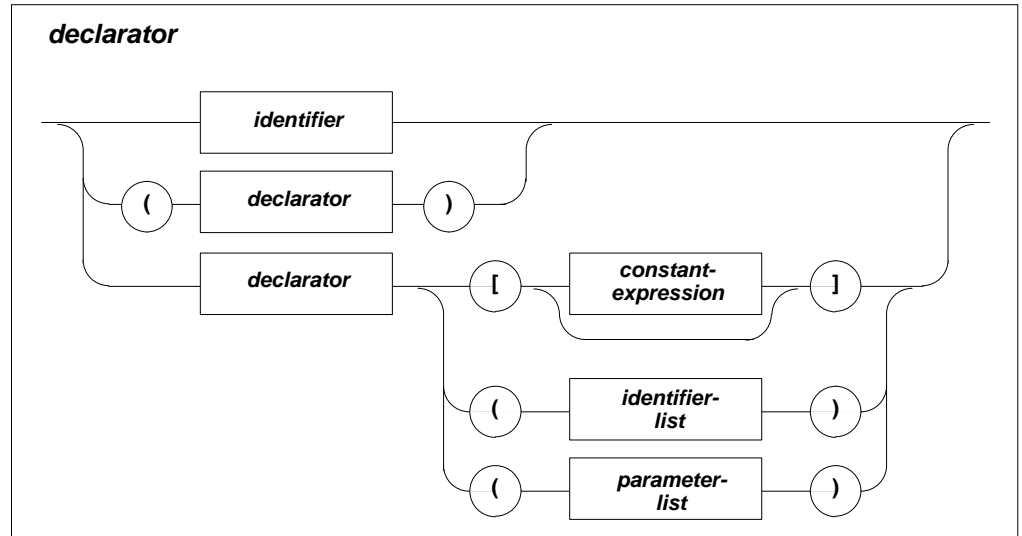 declarator
identifier
( declarator )
declarator [ constant-
expression ]
( identifier-
list )
( parameter-
list )